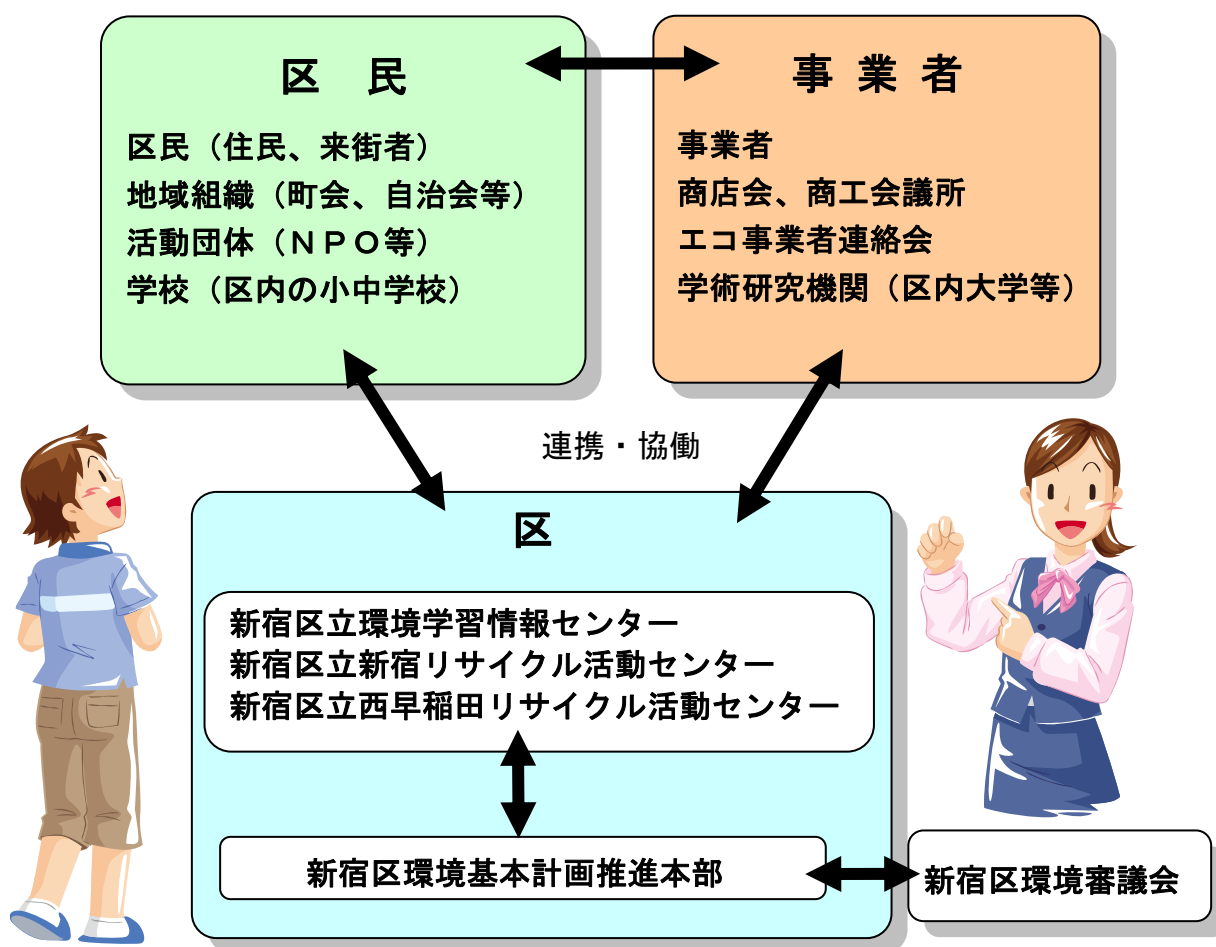 区　民
区民（住民、来街者）
地域組織（町会、自治会等）
活動団体（ＮＰＯ等）
学校（区内の小中学校）
事 業 者
事業者
商店会、商工会議所
エコ事業者連絡会
学術研究機関（区内大学等）
連携・協働
区
新宿区立環境学習情報センター
新宿区立新宿リサイクル活動センター
新宿区立西早稲田リサイクル活動センター
新宿区環境基本計画推進本部
新宿区環境審議会